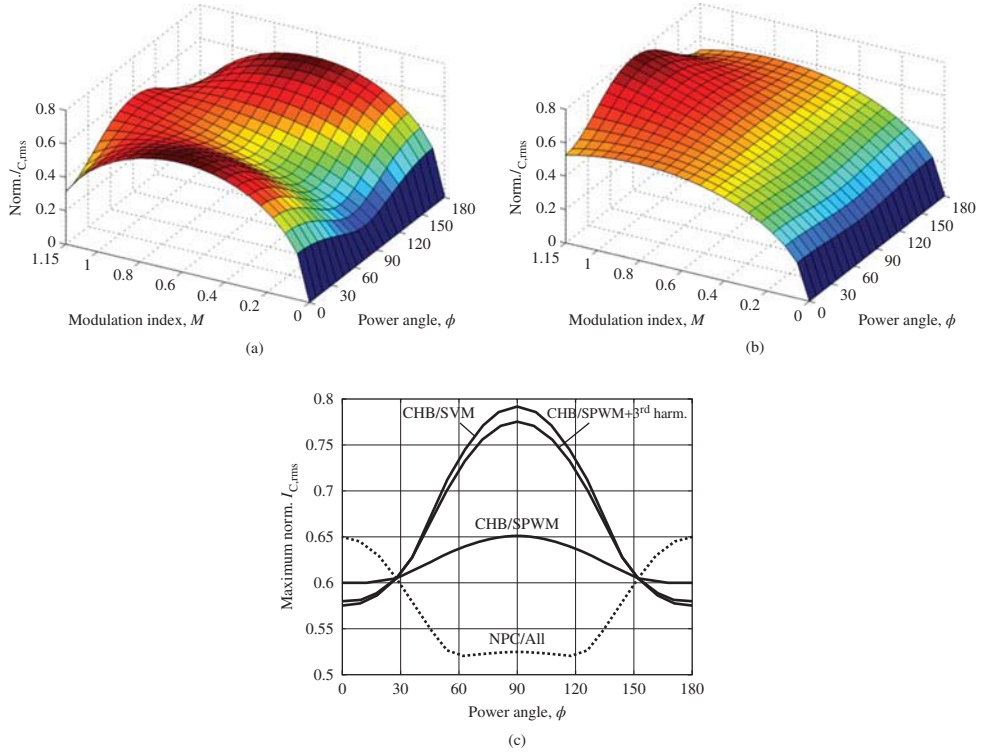 0.8
0.6
0.4
0.2
0
Norm.I_C,rms
1.15
1
0.8
0.6
0.4
0.2
0
Modulation index, M
0
30
60
90
120
150
180
Power angle, ϕ
(a)
0.8
0.6
0.4
0.2
0
Norm.I_C,rms
1.15
1
0.8
0.6
0.4
0.2
0
Modulation index, M
0
30
60
90
120
150
180
Power angle, ϕ
(b)
0.8
0.75
0.7
0.65
0.6
0.55
0.5
Maximum norm. I_C,rms
CHB/SVM
CHB/SPWM+3rd harm.
CHB/SPWM
NPC/All
0 30 60 90 120 150 180
Power angle, ϕ
(c)